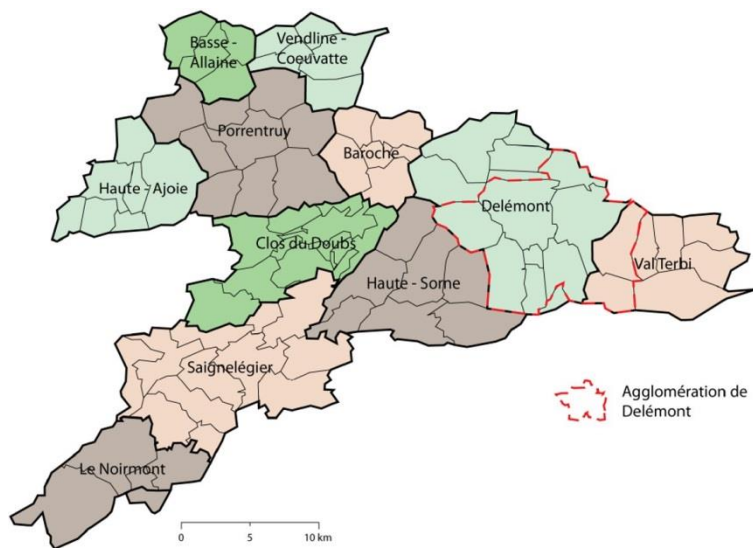 Basse -
Allaine
Vendline -
Coeuvatte
Porrentruy
Baroche
Haute - Ajoie
Delémont
Clos du Doubs
Haute - Sorne
Val Terbi
Saignelégier
Le Noirmont
Agglomération de
Delémont
0 5 10 km